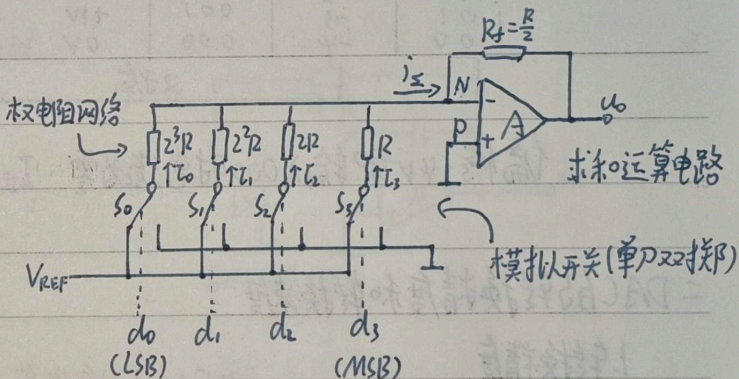 Rf=R/2
iΣ N - A uo
权电阻网络
2³R 2²R 2R R P +
↑I0 ↑I1 ↑I2 ↑I3
求和运算电路
S0 S1 S2 S3
模拟开关(单刀双掷)
VREF
d0 d1 d2 d3
(LSB) (MSB)